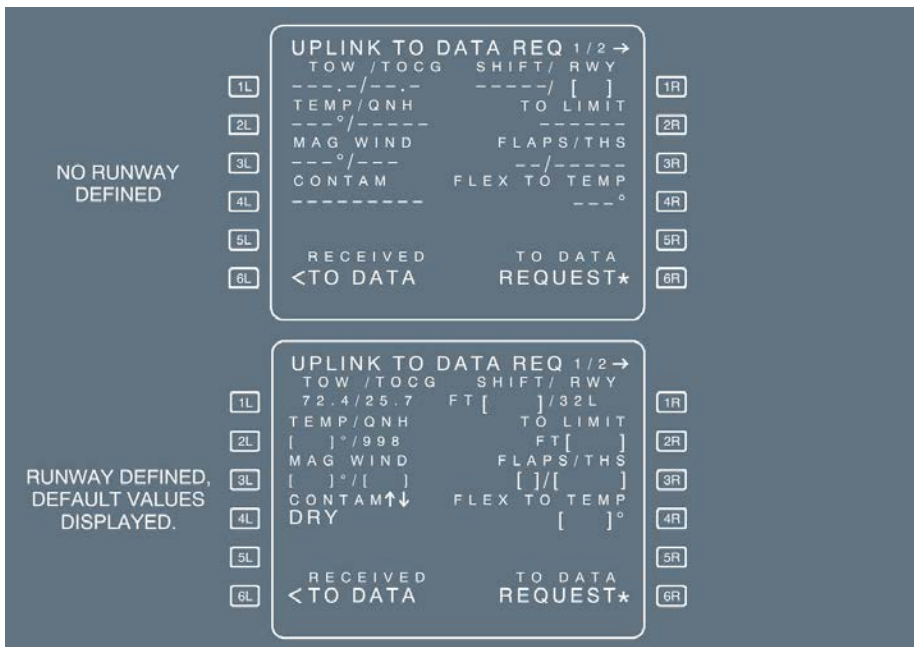 NO RUNWAY
DEFINED
UPLINK TO DATA REQ 1/2→
TOW /TOCG SHIFT/ RWY
1L ---.-/--.- -----/ [ ] 1R
TEMP/QNH TO LIMIT
2L ---°/----- ------ 2R
MAG WIND FLAPS/THS
3L ---°/--- --/----- 3R
CONTAM FLEX TO TEMP
4L --------- ---° 4R
5L 5R
RECEIVED TO DATA
6L <TO DATA REQUEST* 6R
RUNWAY DEFINED,
DEFAULT VALUES
DISPLAYED.
UPLINK TO DATA REQ 1/2→
TOW /TOCG SHIFT/ RWY
1L 72.4/25.7 FT[ ]/32L 1R
TEMP/QNH TO LIMIT
2L [ ]°/998 FT[ ] 2R
MAG WIND FLAPS/THS
3L [ ]°/[ ] [ ]/[ ] 3R
CONTAM↑↓ FLEX TO TEMP
4L DRY [ ]° 4R
5L 5R
RECEIVED TO DATA
6L <TO DATA REQUEST* 6R